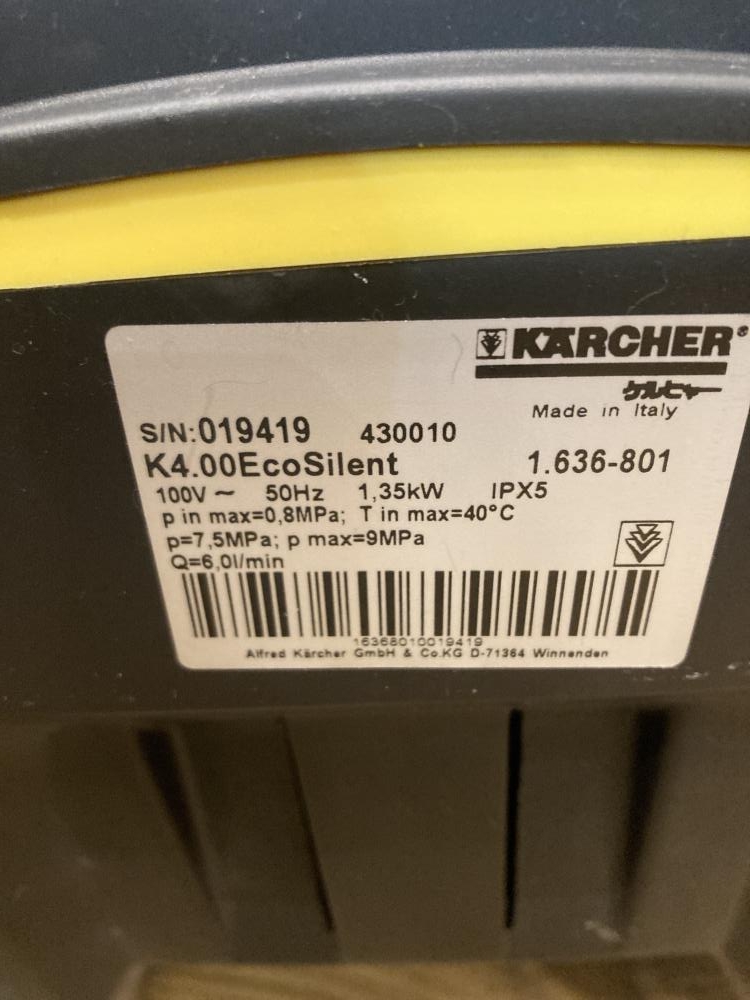 KÄRCHER®
ケルヒャー
Made in Italy
S/N:019419 430010
K4.00EcoSilent 1.636-801
100V ~ 50Hz 1,35kW IPX5
p in max=0,8MPa; T in max=40°C
p=7,5MPa; p max=9MPa
Q=6,0l/min
16368010019419
Alfred Kärcher GmbH & Co.KG D-71364 Winnenden